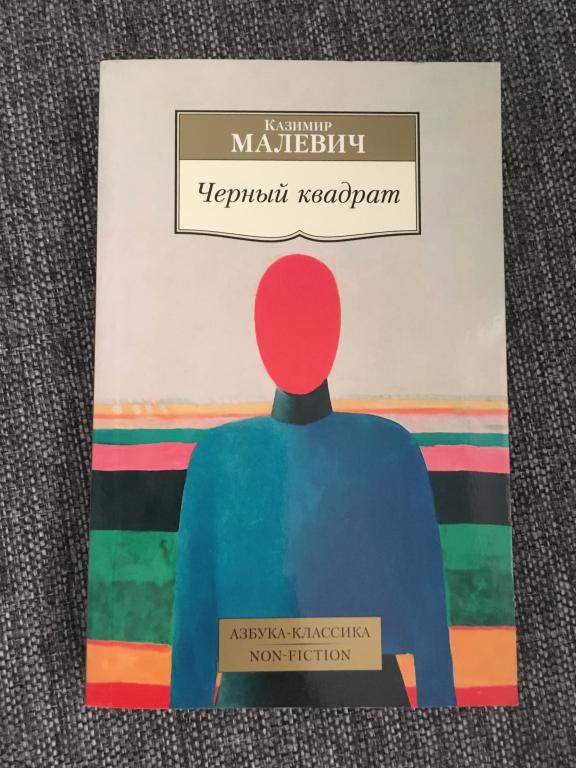 Казимир
МАЛЕВИЧ
Черный квадрат
АЗБУКА-КЛАССИКА
NON-FICTION